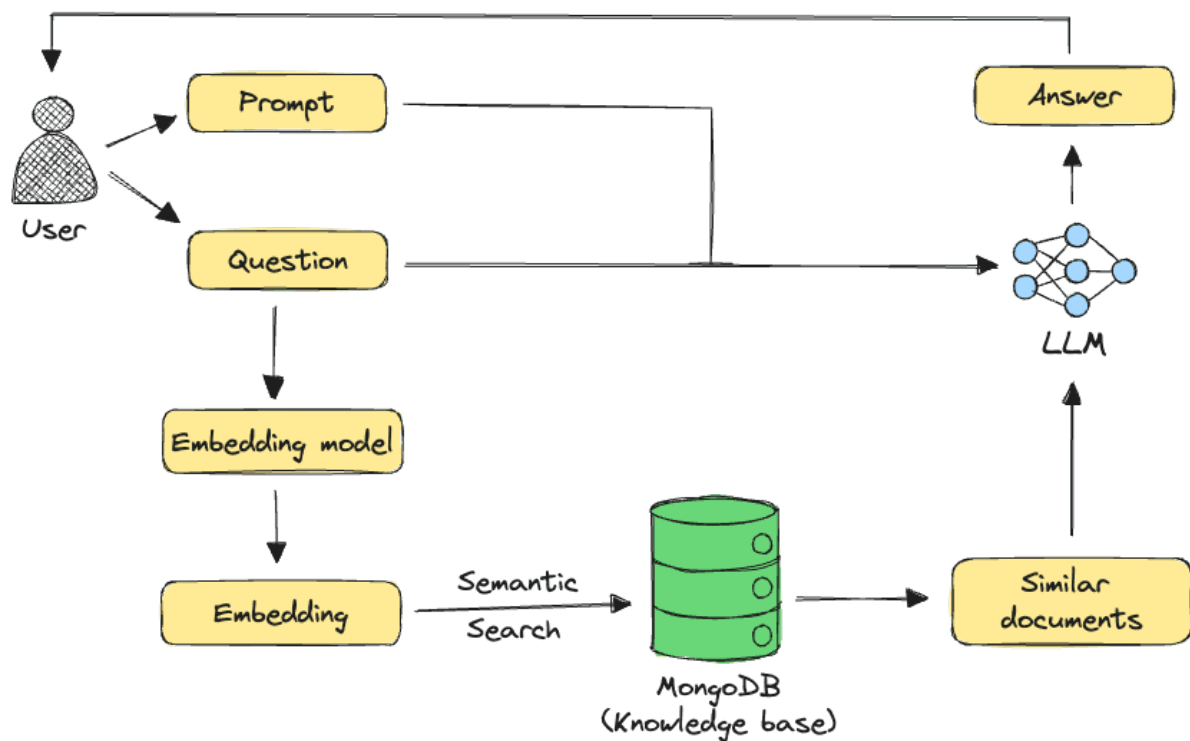 Prompt
Answer
User
Question
LLM
Embedding model
Embedding
Semantic
Search
MongoDB
(Knowledge base)
Similar
documents